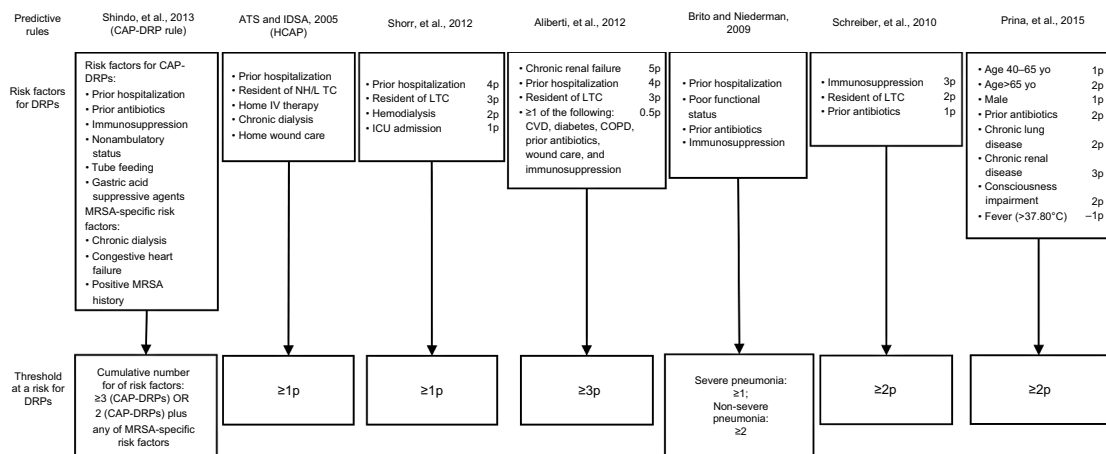 Predictive
rules
Shindo, et al., 2013
(CAP-DRP rule)
ATS and IDSA, 2005
(HCAP)
Shorr, et al., 2012
Aliberti, et al., 2012
Brito and Niederman,
2009
Schreiber, et al., 2010
Prina, et al., 2015
Risk factors
for DRPs
Risk factors for CAP-
DRPs:
• Prior hospitalization
• Prior antibiotics
• Immunosuppression
• Nonambulatory
status
• Tube feeding
• Gastric acid
suppressive agents
MRSA-specific risk
factors:
• Chronic dialysis
• Congestive heart
failure
• Positive MRSA
history
• Prior hospitalization
• Resident of NH/L TC
• Home IV therapy
• Chronic dialysis
• Home wound care
• Prior hospitalization 4p
• Resident of LTC 3p
• Hemodialysis 2p
• ICU admission 1p
• Chronic renal failure 5p
• Prior hospitalization 4p
• Resident of LTC 3p
• ≥1 of the following: 0.5p
CVD, diabetes, COPD,
prior antibiotics,
wound care, and
immunosuppression
• Prior hospitalization
• Poor functional
status
• Prior antibiotics
• Immunosuppression
• Immunosuppression 3p
• Resident of LTC 2p
• Prior antibiotics 1p
• Age 40–65 yo 1p
• Age>65 yo 2p
• Male 1p
• Prior antibiotics 2p
• Chronic lung
disease 2p
• Chronic renal
disease 3p
• Consciousness
impairment 2p
• Fever (>37.80°C) –1p
Threshold
at a risk for
DRPs
Cumulative number
for of risk factors:
≥3 (CAP-DRPs) OR
2 (CAP-DRPs) plus
any of MRSA-specific
risk factors
≥1p
≥1p
≥3p
Severe pneumonia:
≥1;
Non-severe
pneumonia:
≥2
≥2p
≥2p